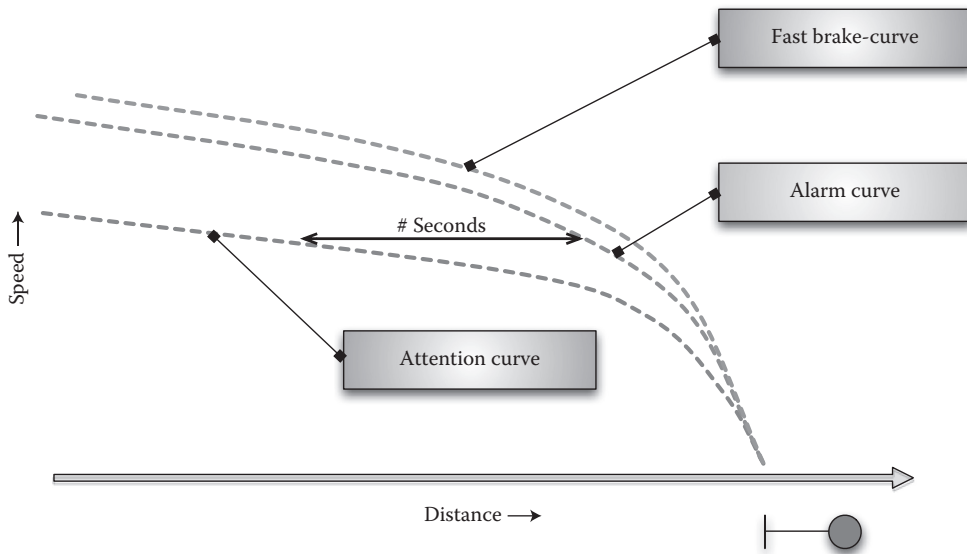 Fast brake-curve
Alarm curve
# Seconds
Speed
Attention curve
Distance